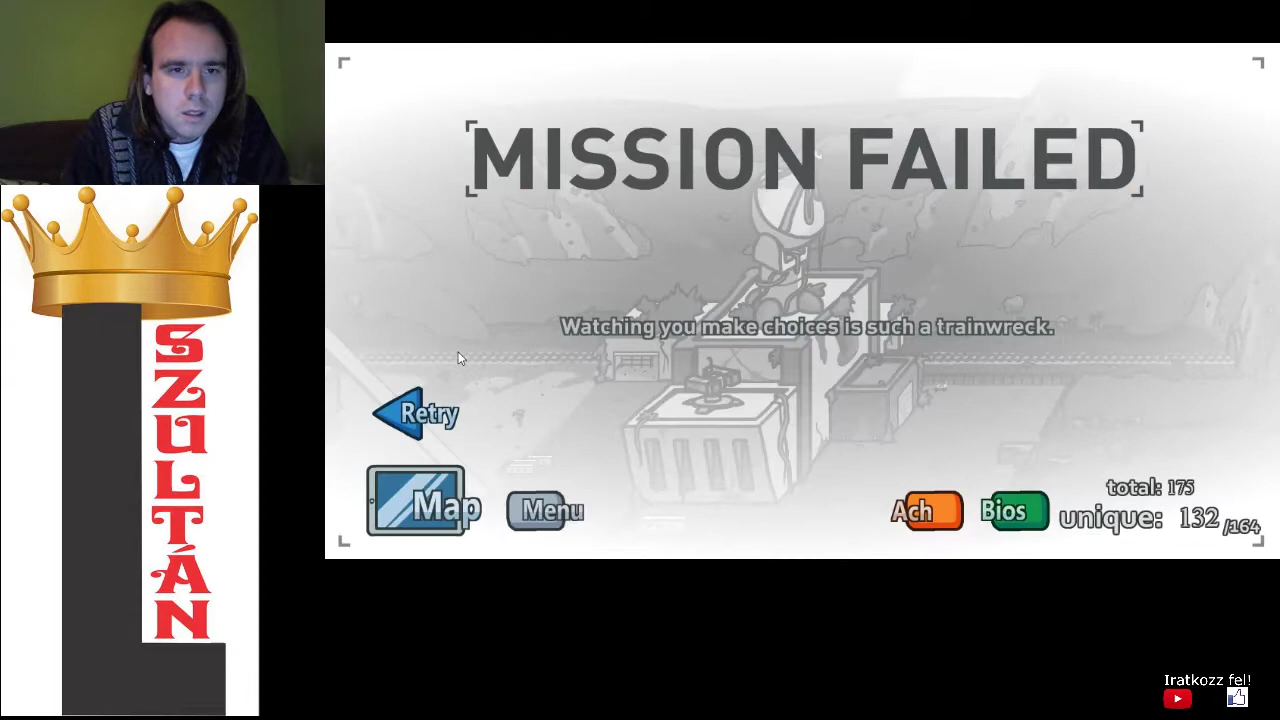 MISSION FAILED
Watching you make choices is such a trainwreck.
Retry
Map
Menu
Ach
Bios
total: 175
unique: 132 /164
L
SZULTÁN
Iratkozz fel!